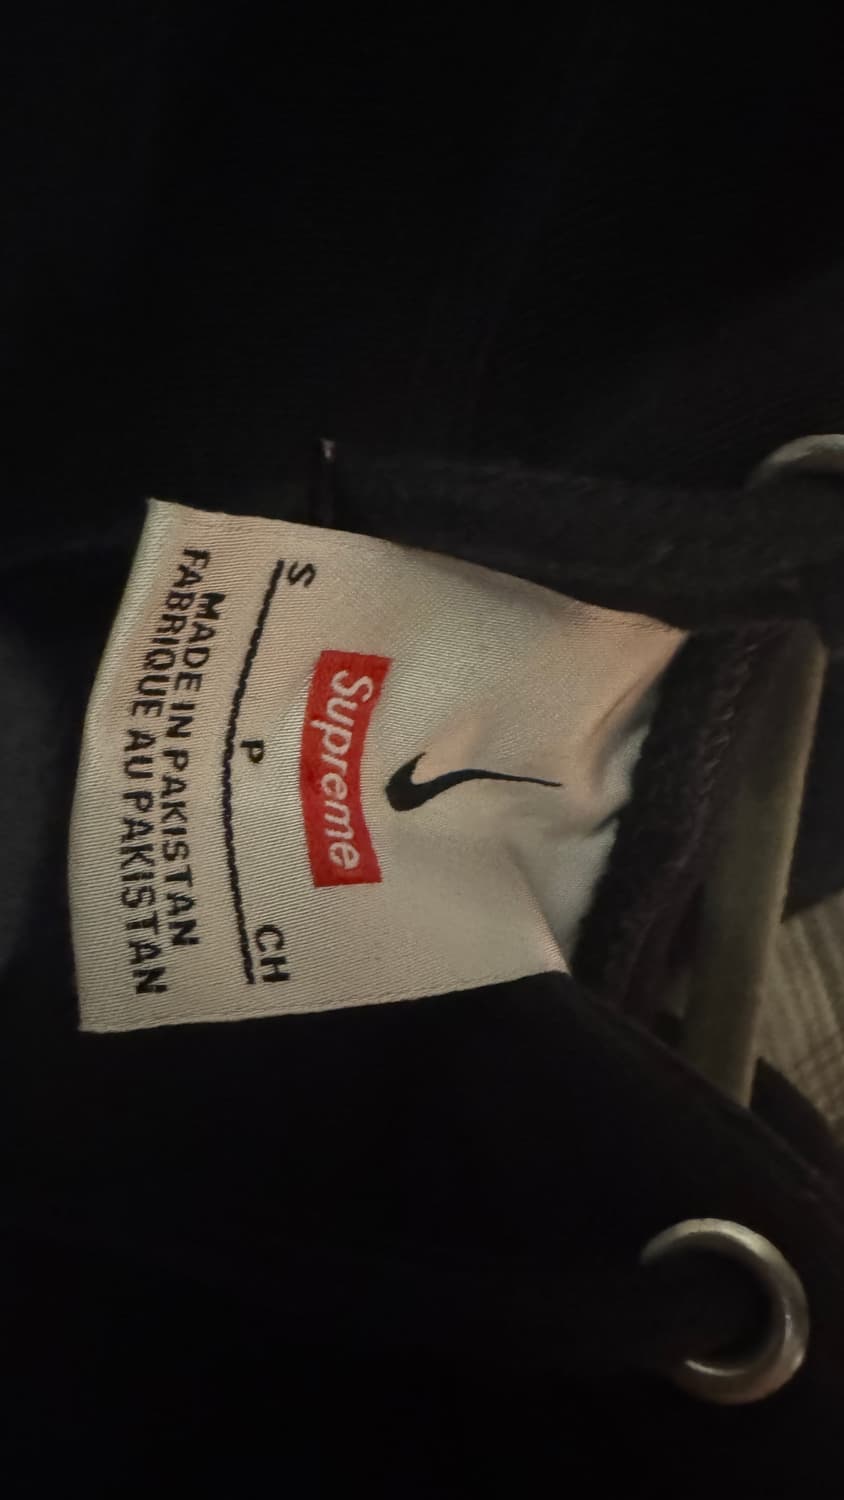 Supreme
S P CH
MADE IN PAKISTAN
FABRIQUE AU PAKISTAN